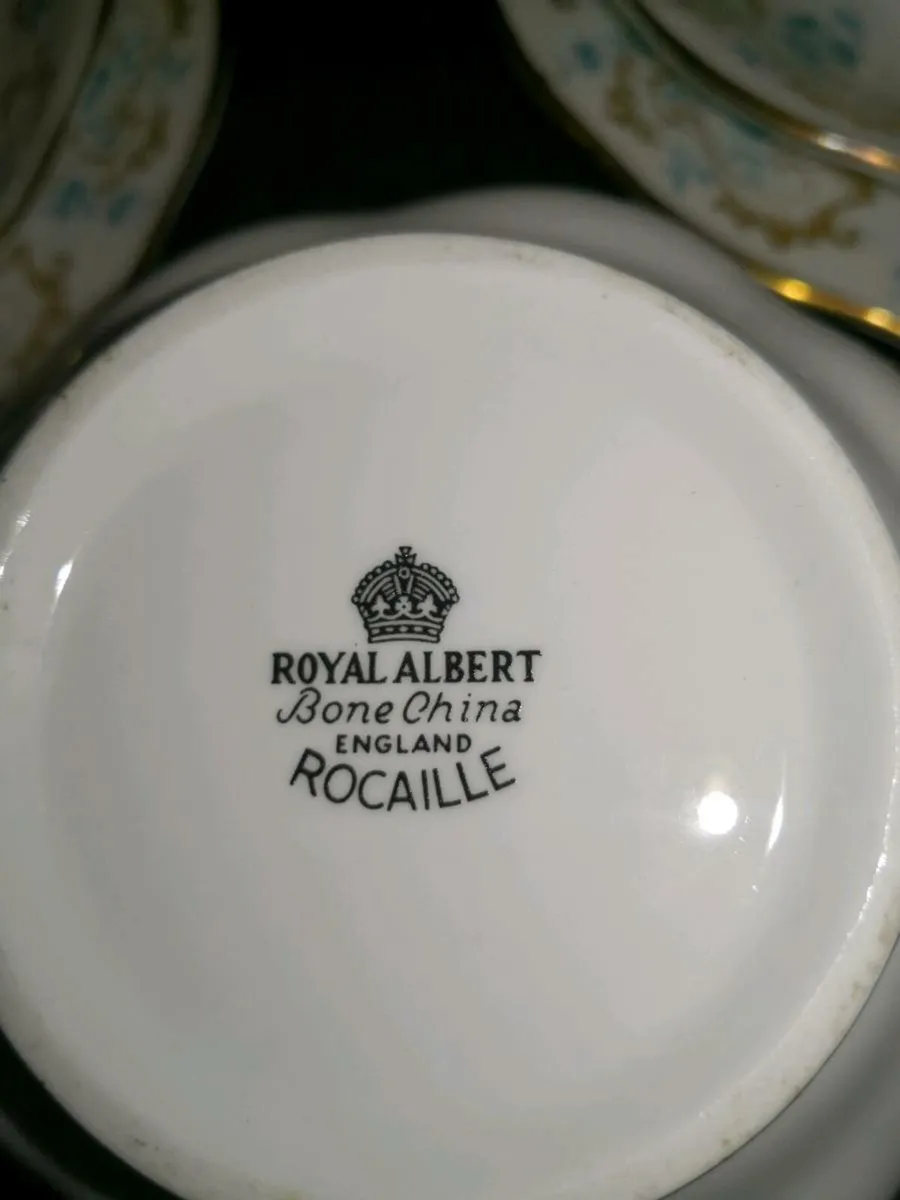 ROYAL ALBERT
Bone China
ENGLAND
ROCAILLE